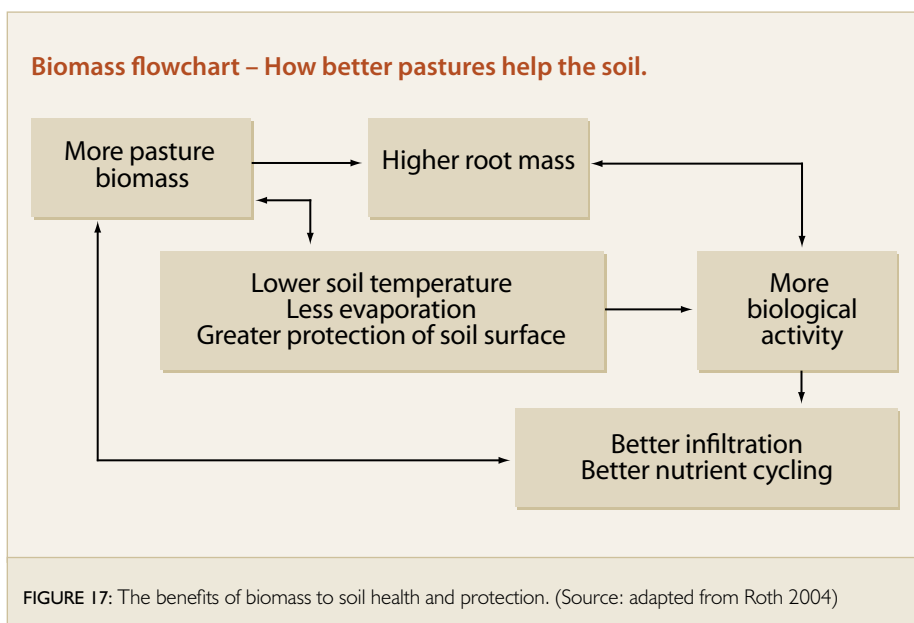 Biomass flowchart – How better pastures help the soil.
More pasture
biomass
Higher root mass
Lower soil temperature
Less evaporation
Greater protection of soil surface
More
biological
activity
Better infiltration
Better nutrient cycling
FIGURE 17: The benefits of biomass to soil health and protection. (Source: adapted from Roth 2004)